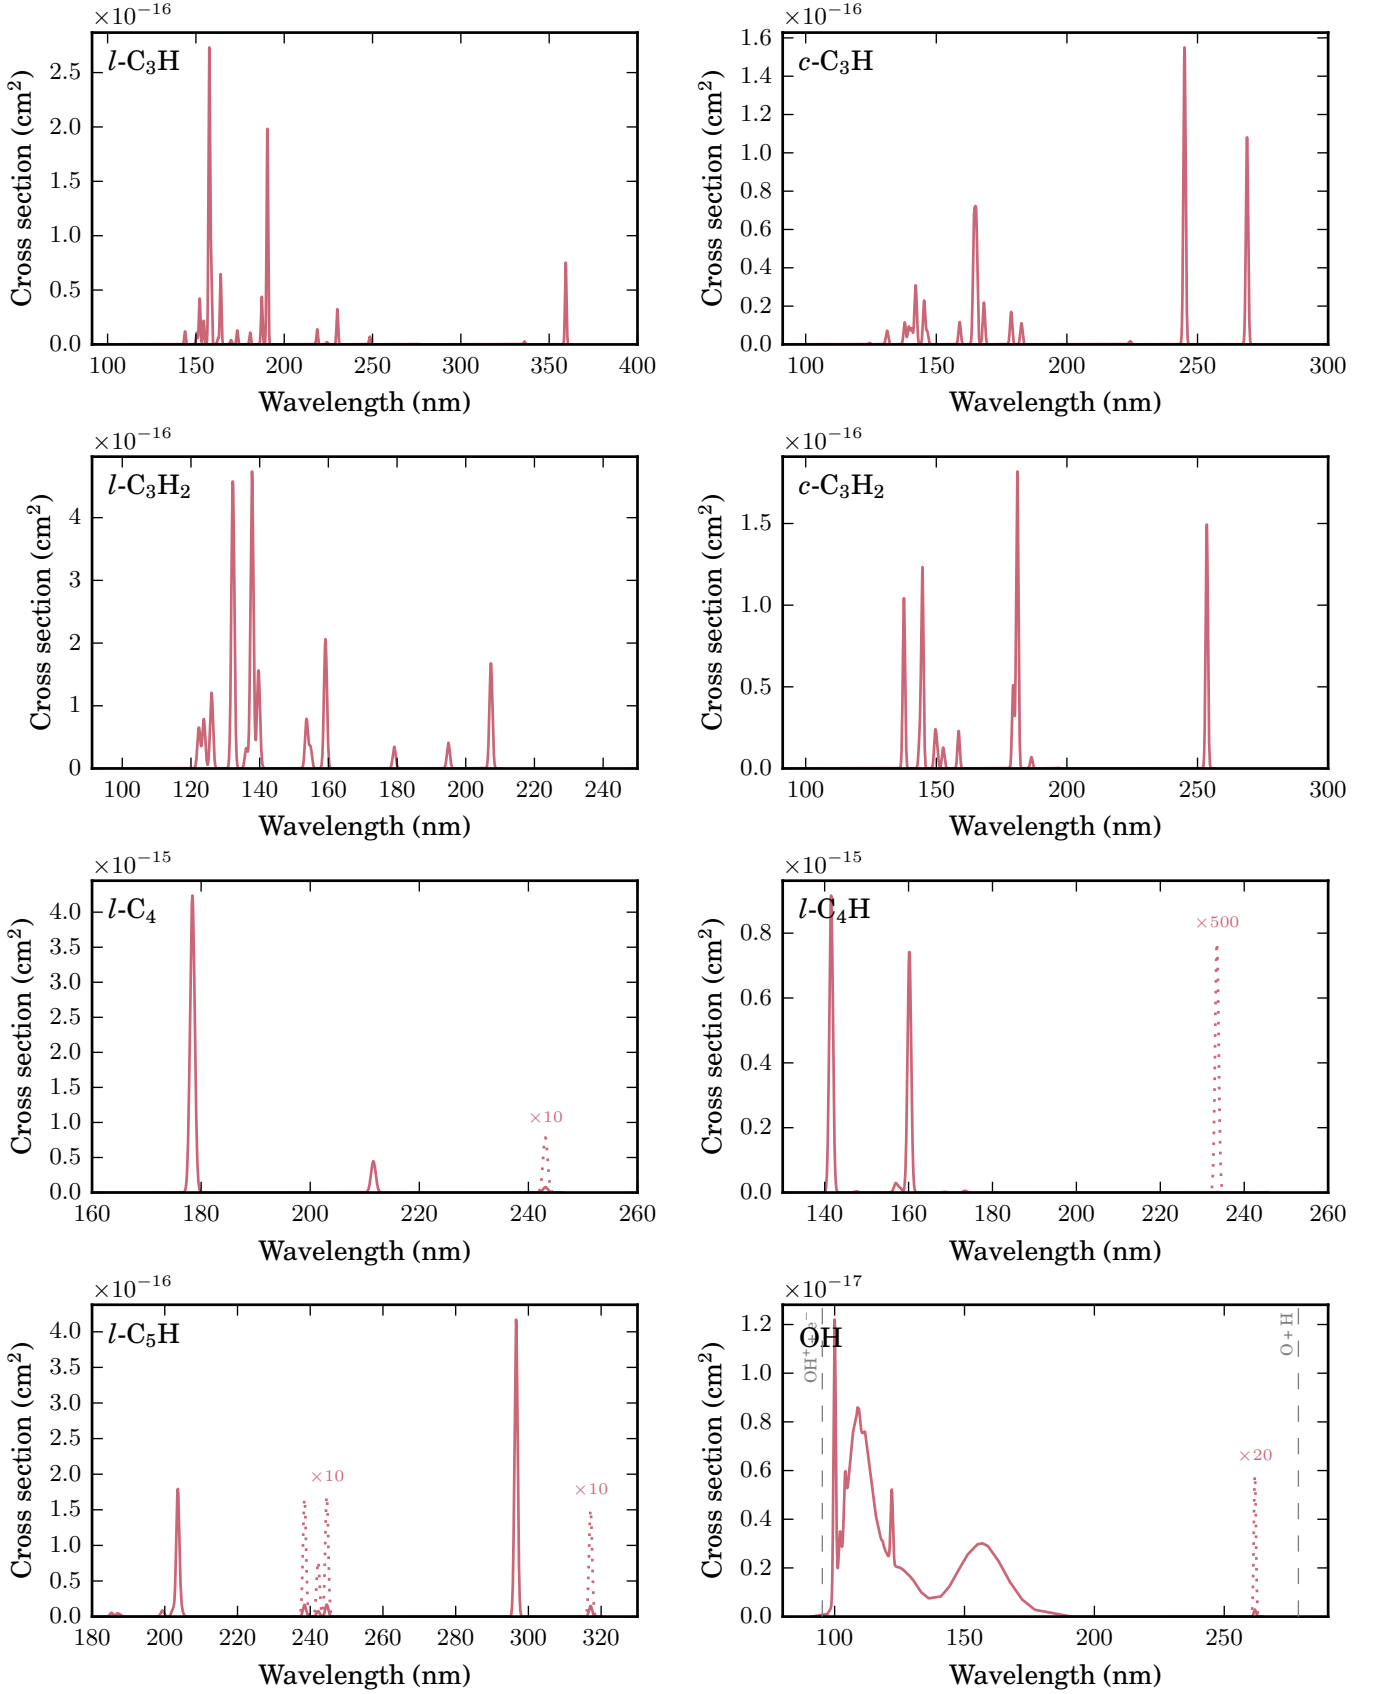 ×10⁻¹⁶
l-C₃H
Cross section (cm²)
2.5
2.0
1.5
1.0
0.5
0.0
100 150 200 250 300 350 400
Wavelength (nm)
×10⁻¹⁶
c-C₃H
Cross section (cm²)
1.6
1.4
1.2
1.0
0.8
0.6
0.4
0.2
0.0
100 150 200 250 300
Wavelength (nm)
×10⁻¹⁶
l-C₃H₂
Cross section (cm²)
4
3
2
1
0
100 120 140 160 180 200 220 240
Wavelength (nm)
×10⁻¹⁶
c-C₃H₂
Cross section (cm²)
1.5
1.0
0.5
0.0
100 150 200 250 300
Wavelength (nm)
×10⁻¹⁵
l-C₄
Cross section (cm²)
4.0
3.5
3.0
2.5
2.0
1.5
1.0
0.5
0.0
×10
160 180 200 220 240 260
Wavelength (nm)
×10⁻¹⁵
l-C₄H
Cross section (cm²)
×500
0.8
0.6
0.4
0.2
0.0
140 160 180 200 220 240 260
Wavelength (nm)
×10⁻¹⁶
l-C₅H
Cross section (cm²)
4.0
3.5
3.0
2.5
2.0
1.5
1.0
0.5
0.0
×10
×10
180 200 220 240 260 280 300 320
Wavelength (nm)
×10⁻¹⁷
OH
OH⁺ + e⁻
O + H
Cross section (cm²)
1.2
1.0
0.8
0.6
0.4
0.2
0.0
×20
100 150 200 250
Wavelength (nm)